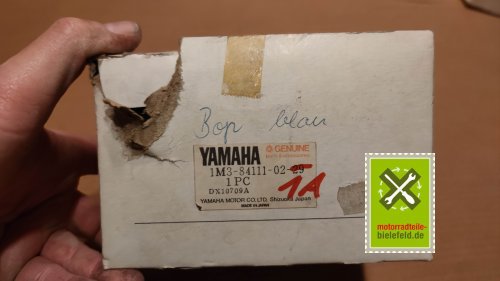 Bop blau
YAMAHA GENUINE
1M3-84111-02-29
1 PC 1A
DX10709A
YAMAHA MOTOR CO., LTD. Shizuoka Japan
MADE IN JAPAN
motorradteile-
bielefeld.de